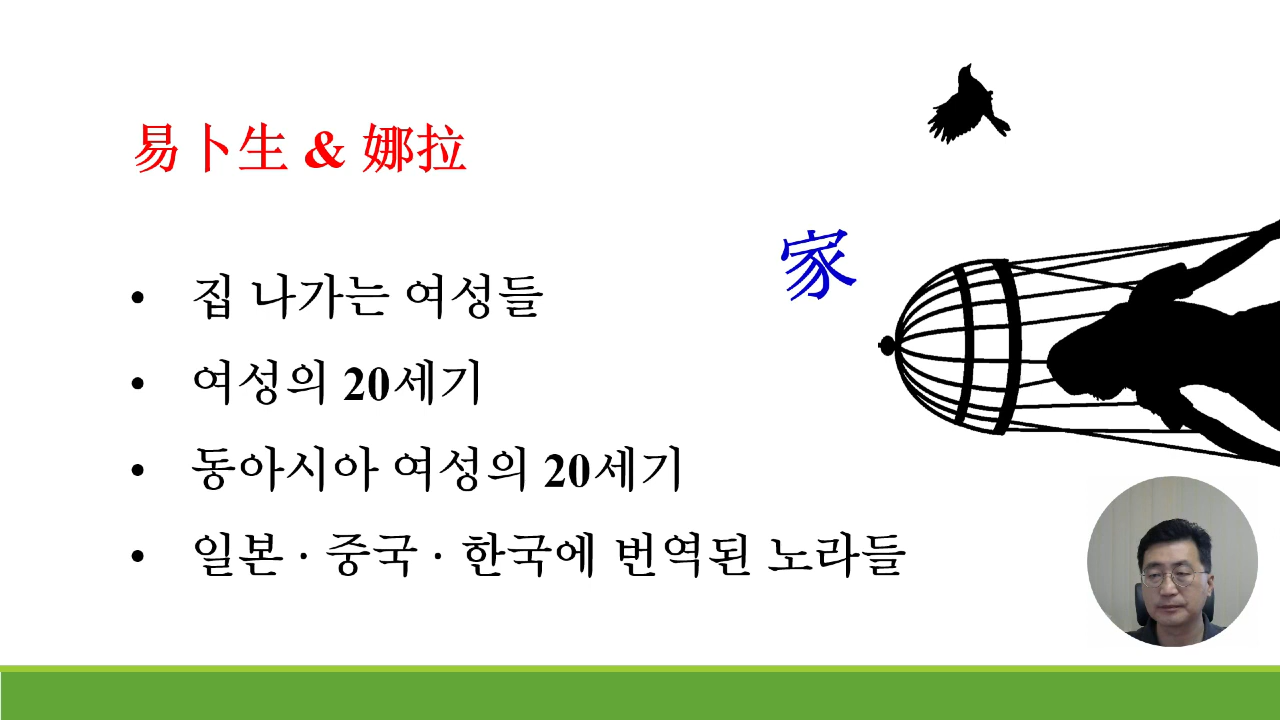 易卜生 & 娜拉
家
• 집 나가는 여성들
• 여성의 20세기
• 동아시아 여성의 20세기
• 일본 · 중국 · 한국에 번역된 노라들